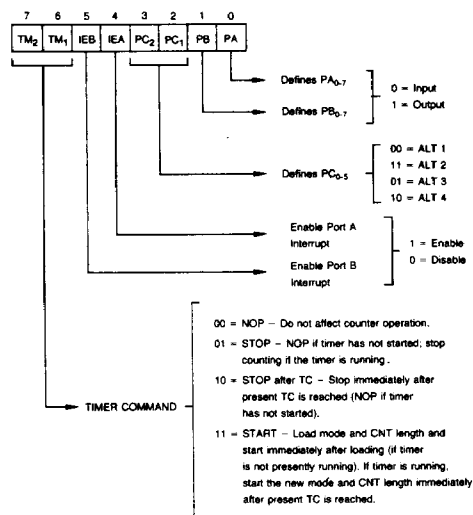 7 6 5 4 3 2 1 0
TM2 TM1 IEB IEA PC2 PC1 PB PA
Defines PA0-7
0 = Input
1 = Output
Defines PB0-7
Defines PC0-5
00 = ALT 1
11 = ALT 2
01 = ALT 3
10 = ALT 4
Enable Port A
Interrupt
1 = Enable
0 = Disable
Enable Port B
Interrupt
TIMER COMMAND
00 = NOP – Do not affect counter operation.
01 = STOP – NOP if timer has not started; stop
counting if the timer is running.
10 = STOP after TC – Stop immediately after
present TC is reached (NOP if timer
has not started).
11 = START – Load mode and CNT length and
start immediately after loading (if timer
is not presently running). If timer is running,
start the new mode and CNT length immediately
after present TC is reached.